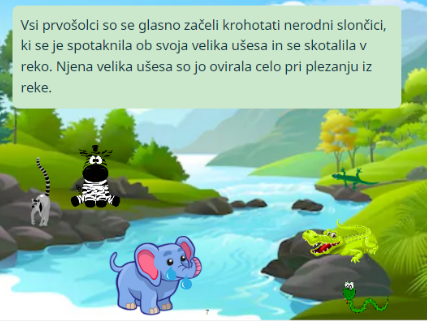 Vsi prvošolci so se glasno začeli krohotati nerodni slončici,
ki se je spotaknila ob svoja velika ušesa in se skotalila v
reko. Njena velika ušesa so jo ovirala celo pri plezanju iz
reke.
7